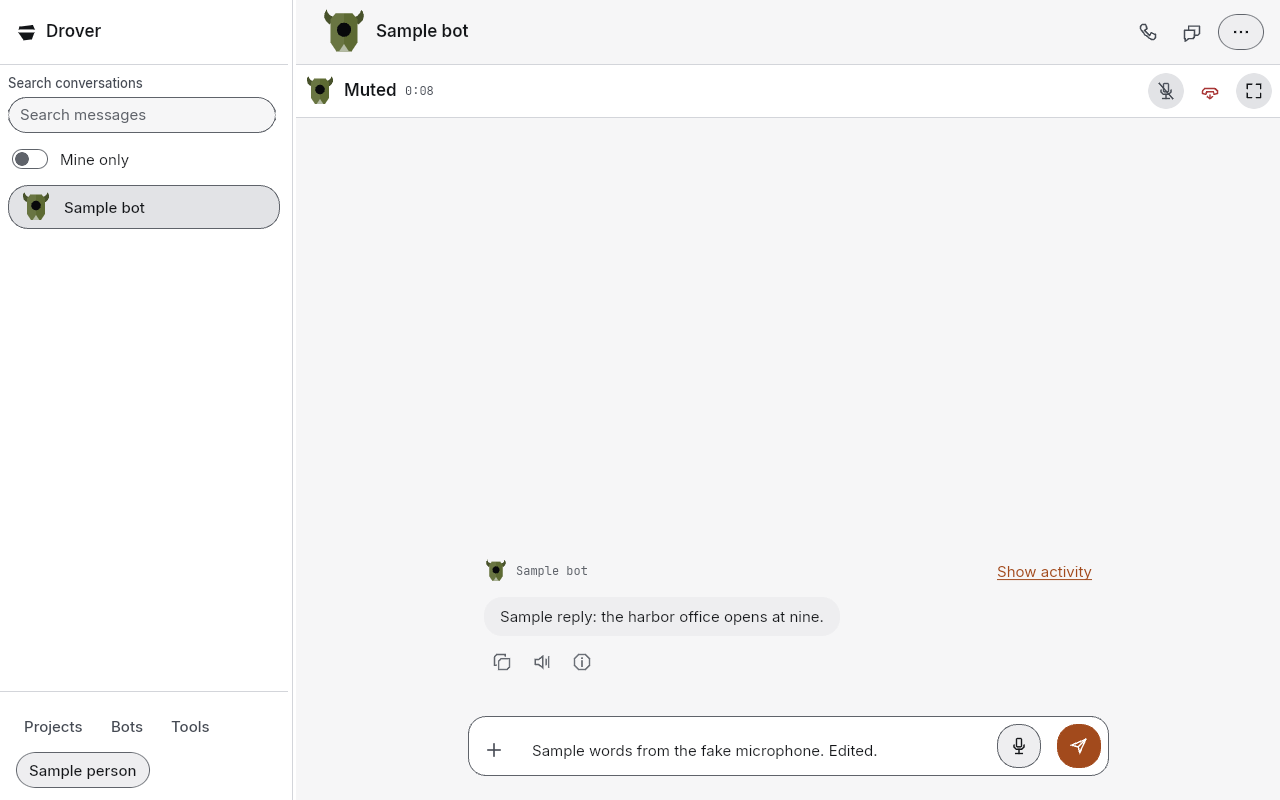 Drover
Search conversations
Search messages
Mine only
Sample bot
Projects
Bots
Tools
Sample person
Sample bot
Muted 0:08
Sample bot
Show activity
Sample reply: the harbor office opens at nine.
Sample words from the fake microphone. Edited.